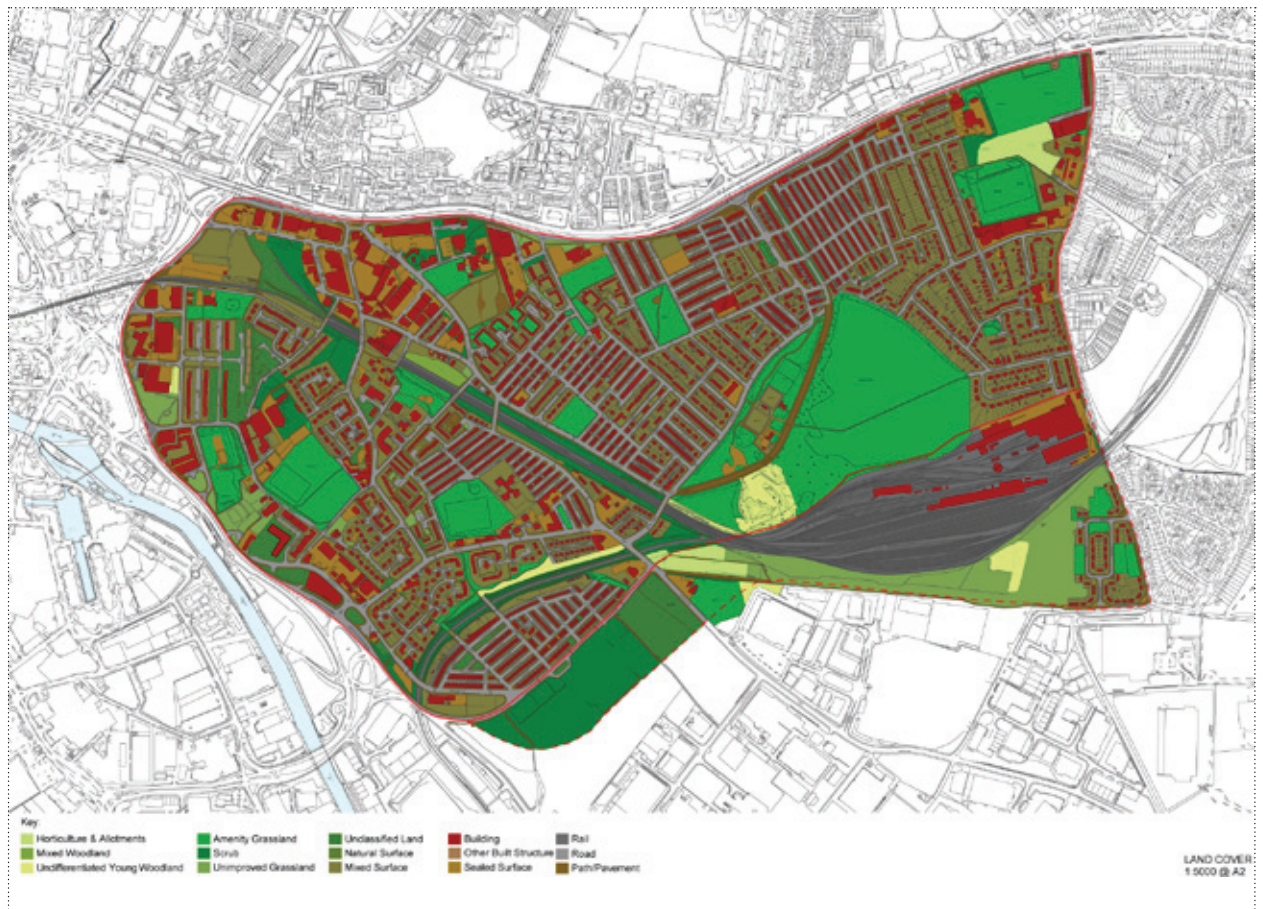 Key
Horticulture & Allotments
Mixed Woodland
Undifferentiated Young Woodland
Amenity Grassland
Scrub
Unimproved Grassland
Unclassified Land
Natural Surface
Mixed Surface
Building
Other Built Structure
Sealed Surface
Rail
Road
Path/Pavement
LAND COVER
1:5000 @ A2